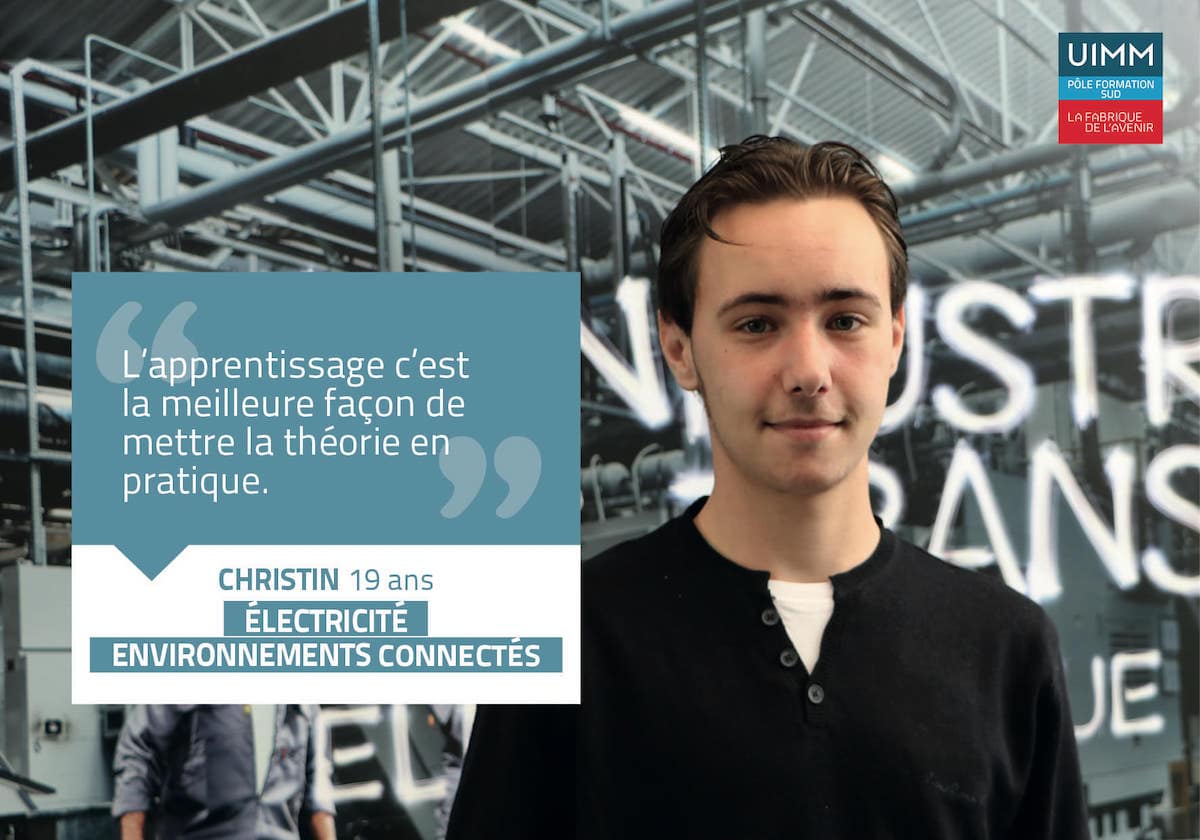 UIMM
PÔLE FORMATION
SUD
LA FABRIQUE
DE L'AVENIR
“
L'apprentissage c'est
la meilleure façon de
mettre la théorie en
pratique.
”
CHRISTIN 19 ans
ÉLECTRICITÉ
ENVIRONNEMENTS CONNECTÉS